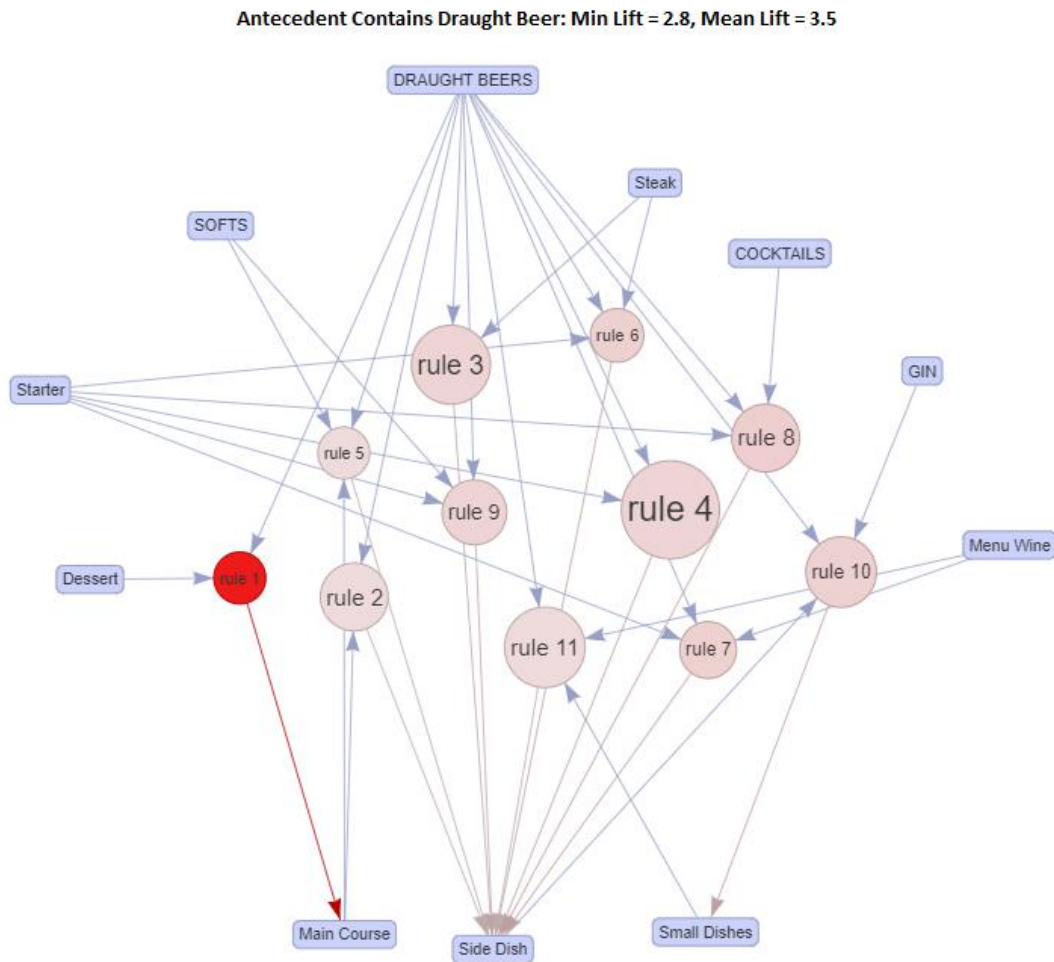 Antecedent Contains Draught Beer: Min Lift = 2.8, Mean Lift = 3.5
DRAUGHT BEERS
Steak
SOFTS
COCKTAILS
rule 6
rule 3
GIN
Starter
rule 8
rule 5
rule 4
rule 9
Menu Wine
rule 10
Dessert
rule 1
rule 2
rule 11
rule 7
Main Course
Small Dishes
Side Dish